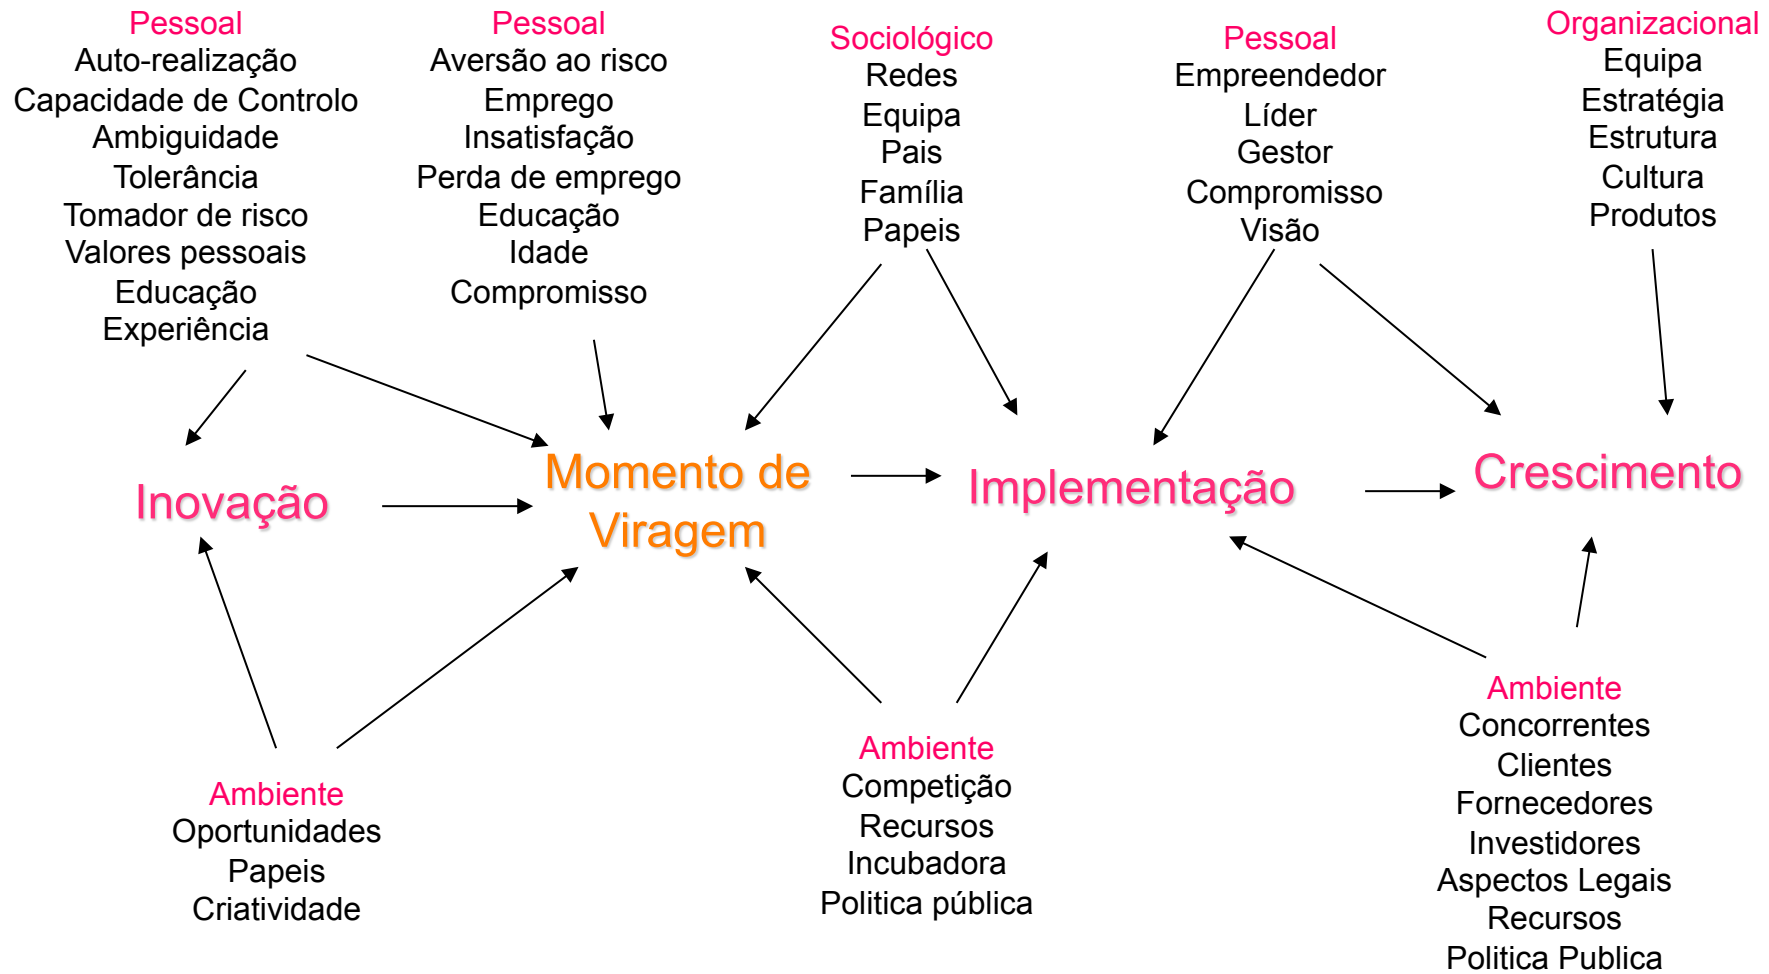 Pessoal
Auto-realização
Capacidade de Controlo
Ambiguidade
Tolerância
Tomador de risco
Valores pessoais
Educação
Experiência
Pessoal
Aversão ao risco
Emprego
Insatisfação
Perda de emprego
Educação
Idade
Compromisso
Sociológico
Redes
Equipa
Pais
Família
Papeis
Pessoal
Empreendedor
Líder
Gestor
Compromisso
Visão
Organizacional
Equipa
Estratégia
Estrutura
Cultura
Produtos
Inovação
Momento de
Viragem
Implementação
Crescimento
Ambiente
Oportunidades
Papeis
Criatividade
Ambiente
Competição
Recursos
Incubadora
Politica pública
Ambiente
Concorrentes
Clientes
Fornecedores
Investidores
Aspectos Legais
Recursos
Politica Publica